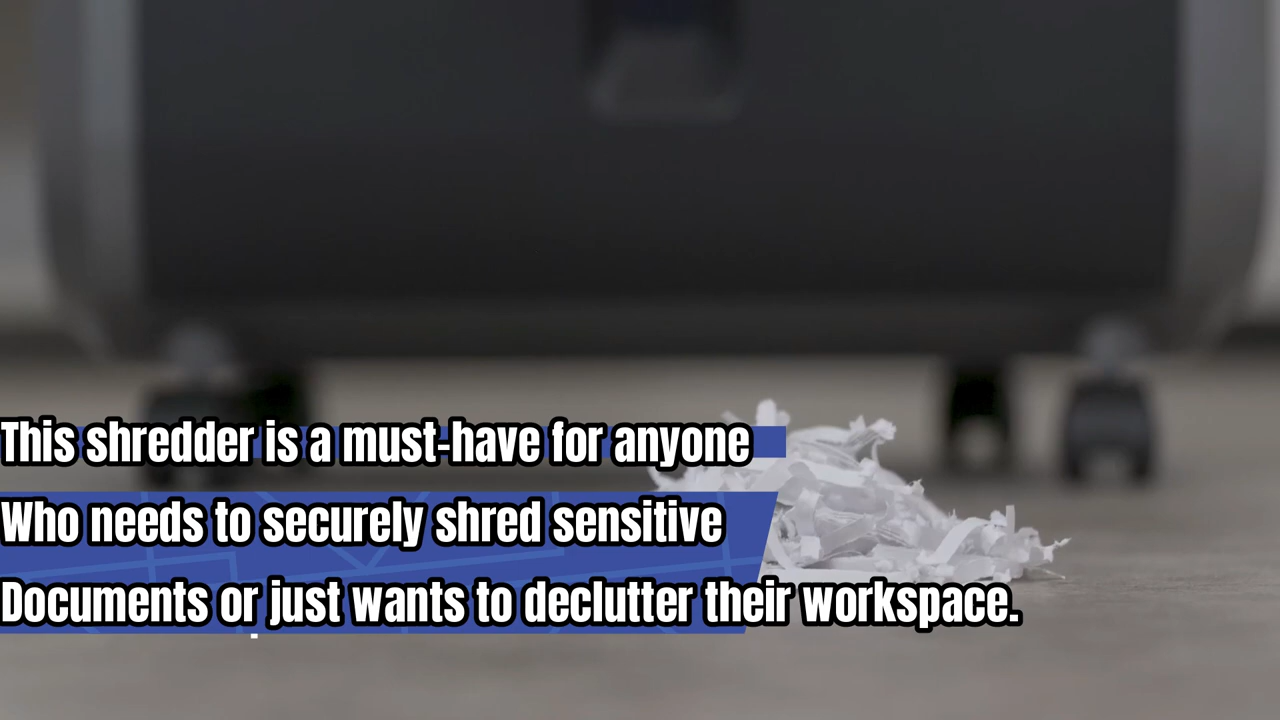 This shredder is a must-have for anyone
Who needs to securely shred sensitive
Documents or just wants to declutter their workspace.